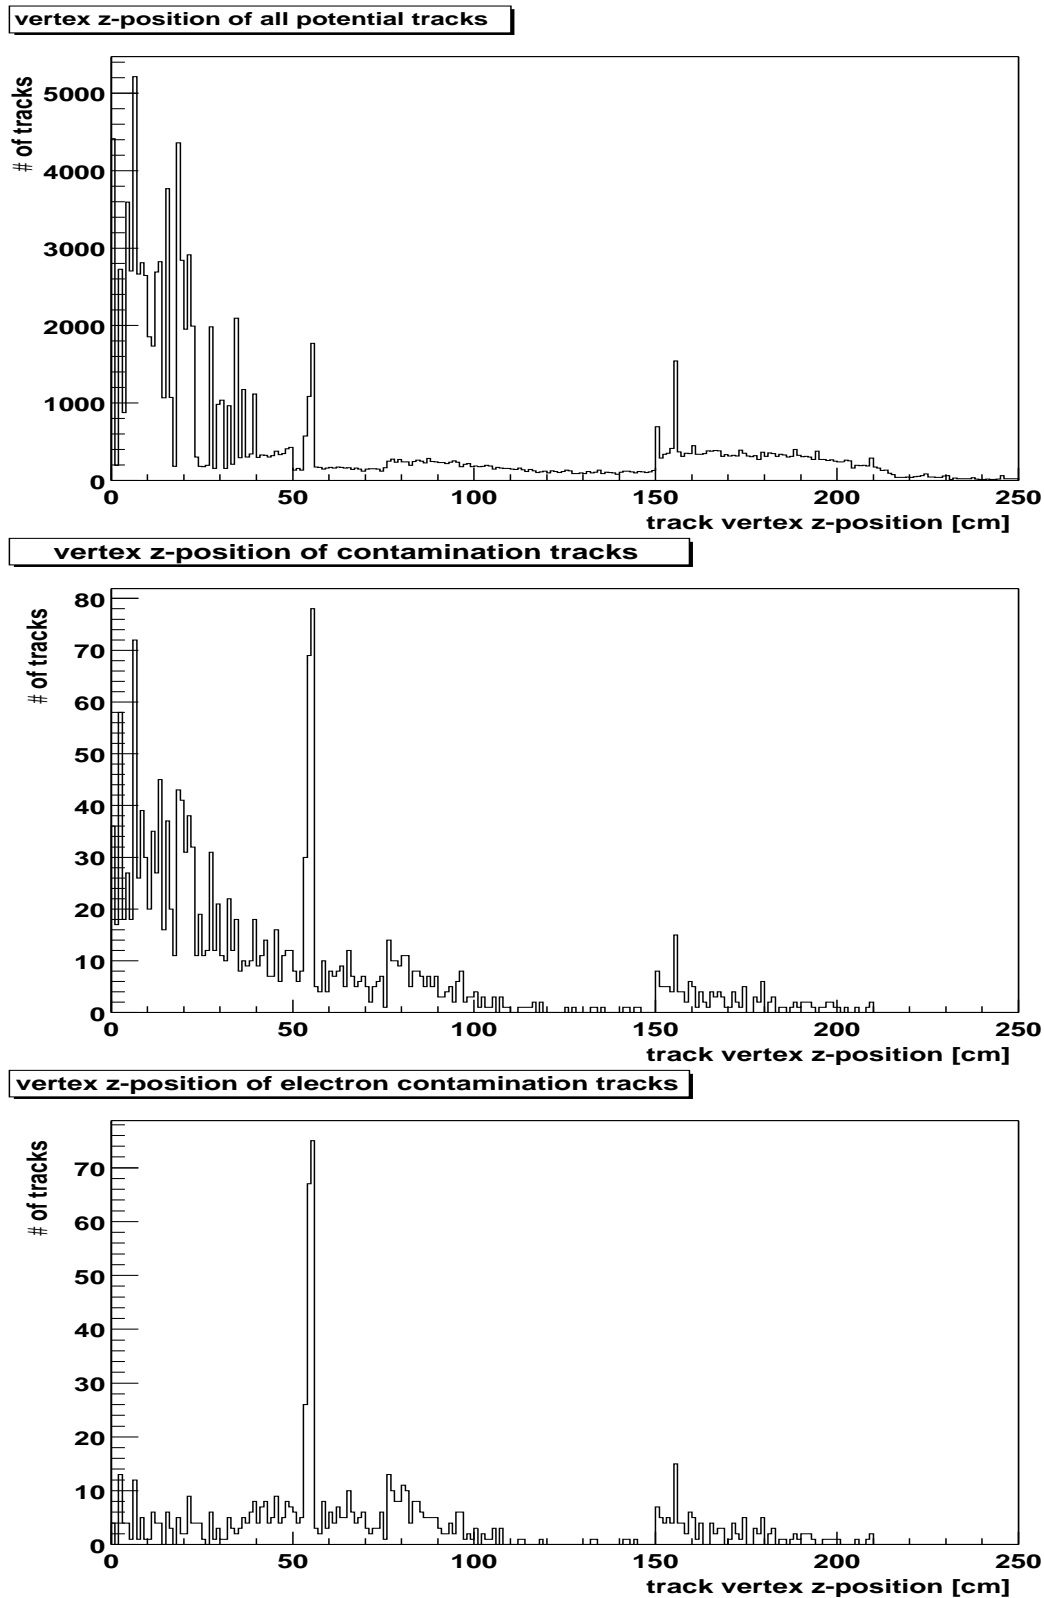 vertex z-position of all potential tracks
# of tracks
5000
4000
3000
2000
1000
0
0 50 100 150 200 250
track vertex z-position [cm]
vertex z-position of contamination tracks
# of tracks
80
70
60
50
40
30
20
10
0
0 50 100 150 200 250
track vertex z-position [cm]
vertex z-position of electron contamination tracks
# of tracks
70
60
50
40
30
20
10
0
0 50 100 150 200 250
track vertex z-position [cm]